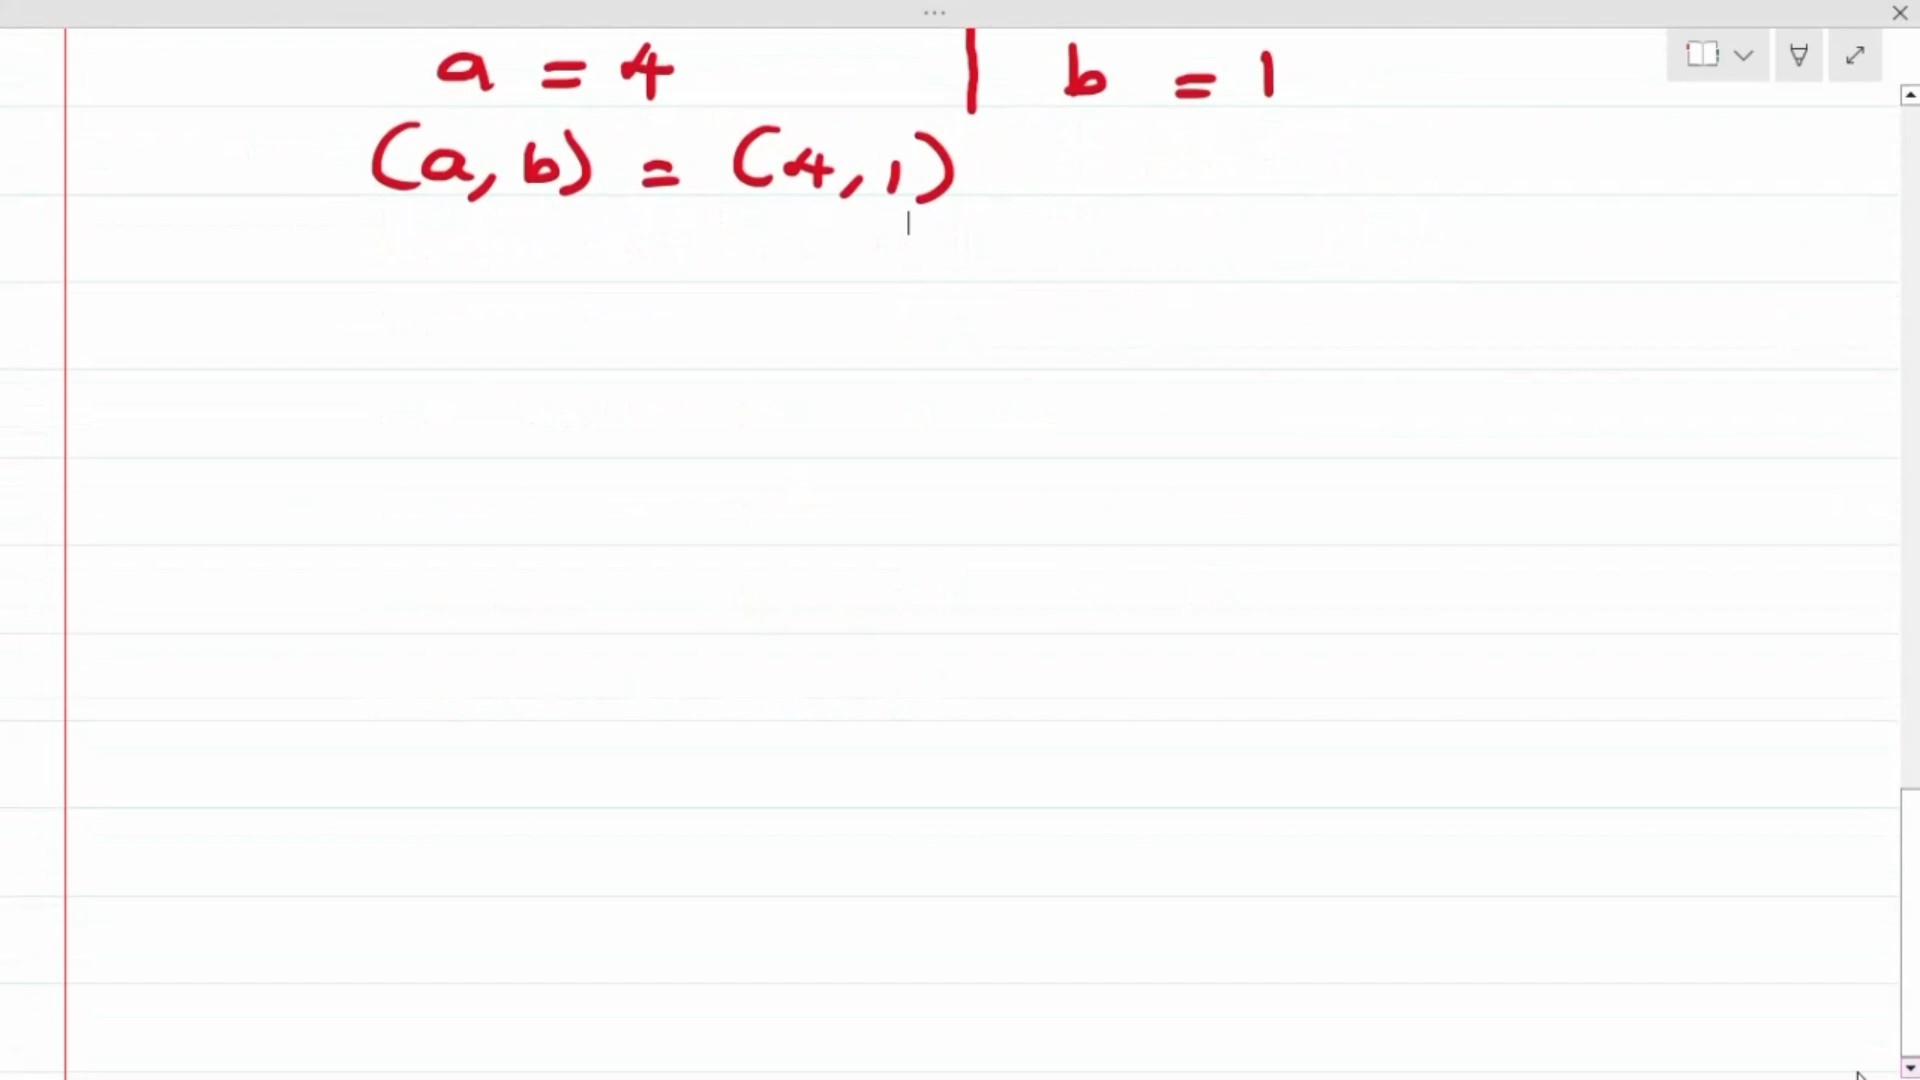 a = 4 | b = 1
(a, b) = (4, 1)